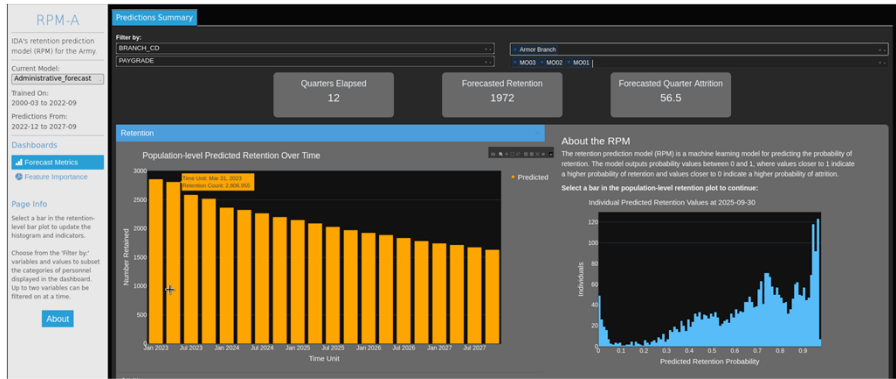 RPM-A
IDA's retention prediction
model (RPM) for the Army.
Current Model:
Administrative_forecast
Trained On:
2000-03 to 2022-09
Predictions From:
2022-12 to 2027-09
Dashboards
Forecast Metrics
Feature Importance
Page Info
Select a bar in the retention-
level bar plot to update the
histogram and indicators.
Choose from the 'Filter by:'
variables and values to subset
the categories of personnel
displayed in the dashboard.
Up to two variables can be
filtered on at a time.
About
Predictions Summary
Filter by:
BRANCH_CD
Armor Branch
PAYGRADE
MO03 MO02 MO01
Quarters Elapsed
12
Forecasted Retention
1972
Forecasted Quarter Attrition
56.5
Retention
Population-level Predicted Retention Over Time
Time Unit: Mar 31, 2023
Retention Count: 2,806.865
Predicted
Number Retained
3000
2500
2000
1500
1000
500
0
Jan 2023 Jul 2023 Jan 2024 Jul 2024 Jan 2025 Jul 2025 Jan 2026 Jul 2026 Jan 2027 Jul 2027
Time Unit
About the RPM
The retention prediction model (RPM) is a machine learning model for predicting the probability of
retention. The model outputs probability values between 0 and 1, where values closer to 1 indicate
a higher probability of retention and values closer to 0 indicate a higher probability of attrition.
Select a bar in the population-level retention plot to continue:
Individual Predicted Retention Values at 2025-09-30
Individuals
120
100
80
60
40
20
0
0 0.1 0.2 0.3 0.4 0.5 0.6 0.7 0.8 0.9
Predicted Retention Probability